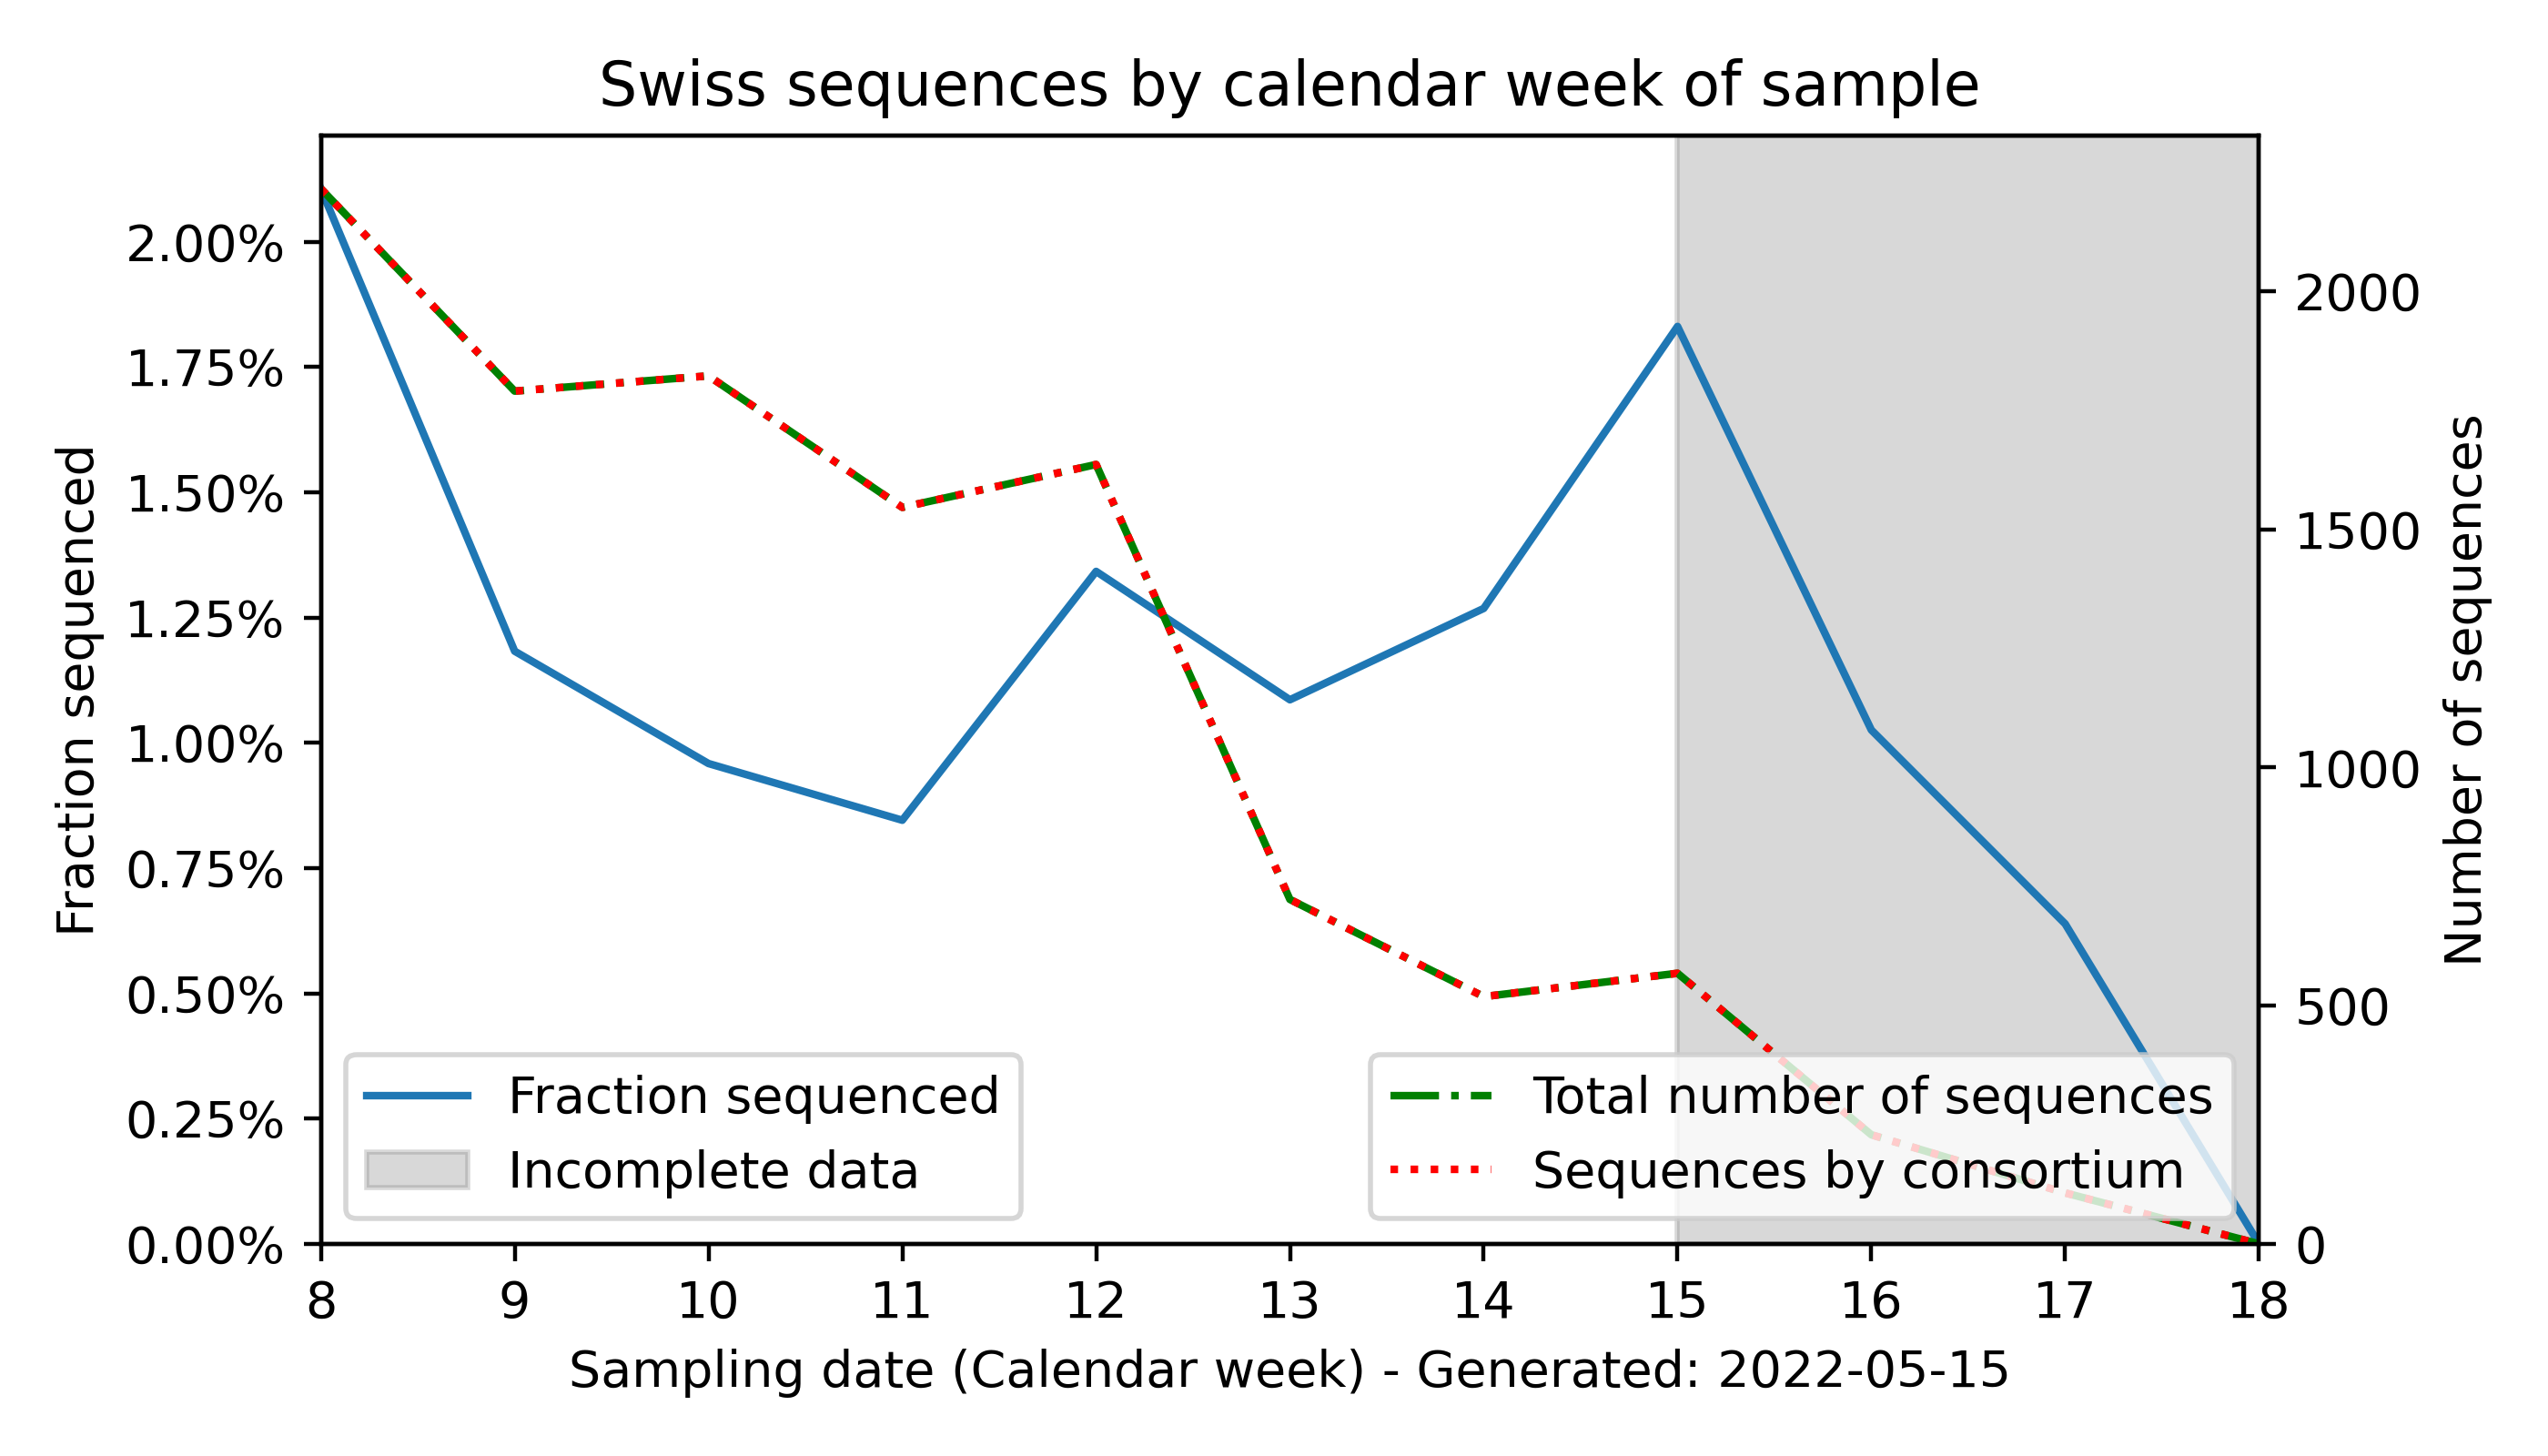 Swiss sequences by calendar week of sample
Fraction sequenced
2.00%
1.75%
1.50%
1.25%
1.00%
0.75%
0.50%
0.25%
0.00%
2000
1500
1000
500
0
Number of sequences
Fraction sequenced
Incomplete data
Total number of sequences
Sequences by consortium
8 9 10 11 12 13 14 15 16 17 18
Sampling date (Calendar week) - Generated: 2022-05-15